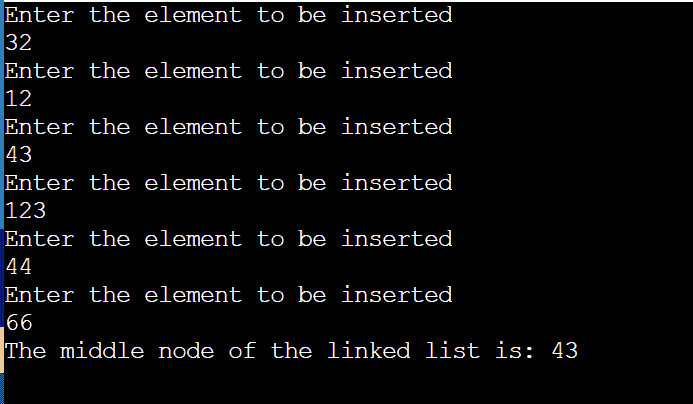 Enter the element to be inserted
32
Enter the element to be inserted
12
Enter the element to be inserted
43
Enter the element to be inserted
123
Enter the element to be inserted
44
Enter the element to be inserted
66
The middle node of the linked list is: 43